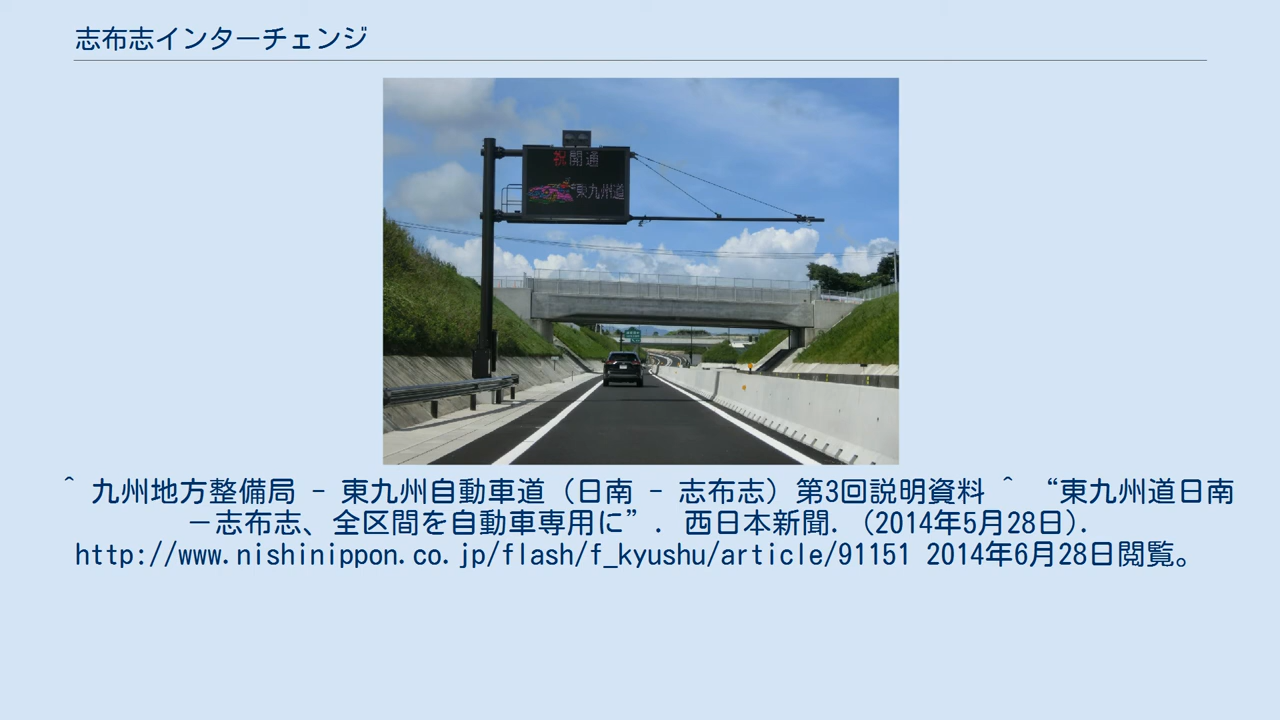 志布志インターチェンジ
祝開通
東九州道
^ 九州地方整備局 - 東九州自動車道（日南 - 志布志）第3回説明資料 ^ “東九州道日南
－志布志、全区間を自動車専用に”. 西日本新聞. (2014年5月28日).
http://www.nishinippon.co.jp/flash/f_kyushu/article/91151 2014年6月28日閲覧。